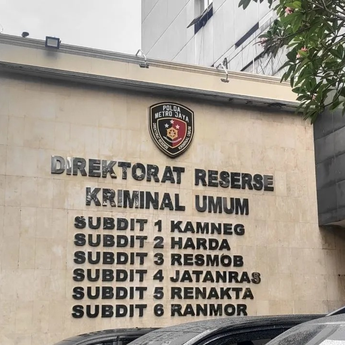 POLDA
METRO JAYA
DIREKTORAT RESERSE
KRIMINAL UMUM
SUBDIT 1 KAMNEG
SUBDIT 2 HARDA
SUBDIT 3 RESMOB
SUBDIT 4 JATANRAS
SUBDIT 5 RENAKTA
SUBDIT 6 RANMOR